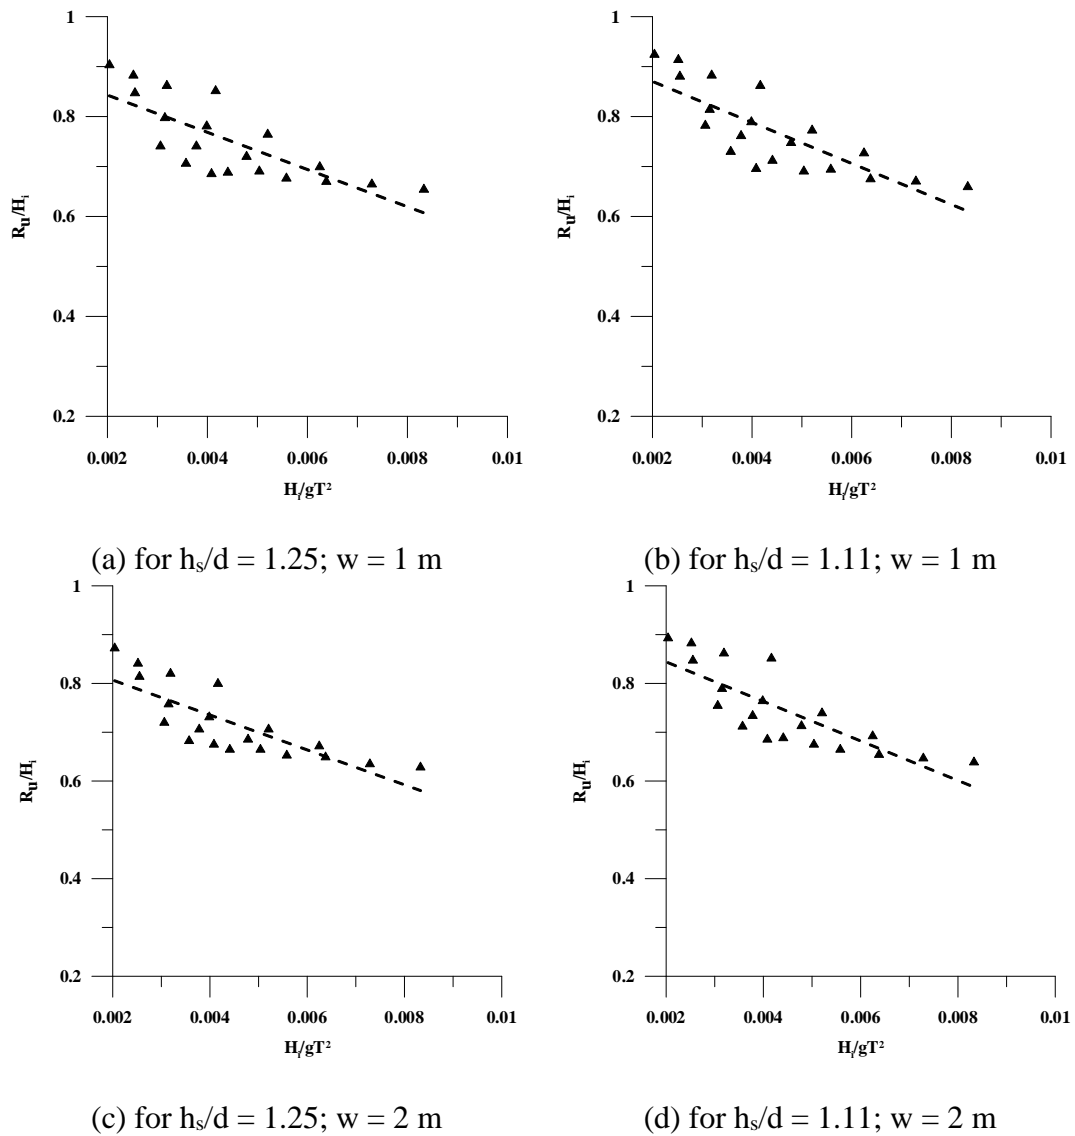 1
0.8
0.6
0.4
0.2
Ru/Hi
0.002 0.004 0.006 0.008 0.01
Hi/gT²
(a) for hs/d = 1.25; w = 1 m
1
0.8
0.6
0.4
0.2
Ru/Hi
0.002 0.004 0.006 0.008 0.01
Hi/gT²
(b) for hs/d = 1.11; w = 1 m
1
0.8
0.6
0.4
0.2
Ru/Hi
0.002 0.004 0.006 0.008 0.01
Hi/gT²
(c) for hs/d = 1.25; w = 2 m
1
0.8
0.6
0.4
0.2
Ru/Hi
0.002 0.004 0.006 0.008 0.01
Hi/gT²
(d) for hs/d = 1.11; w = 2 m